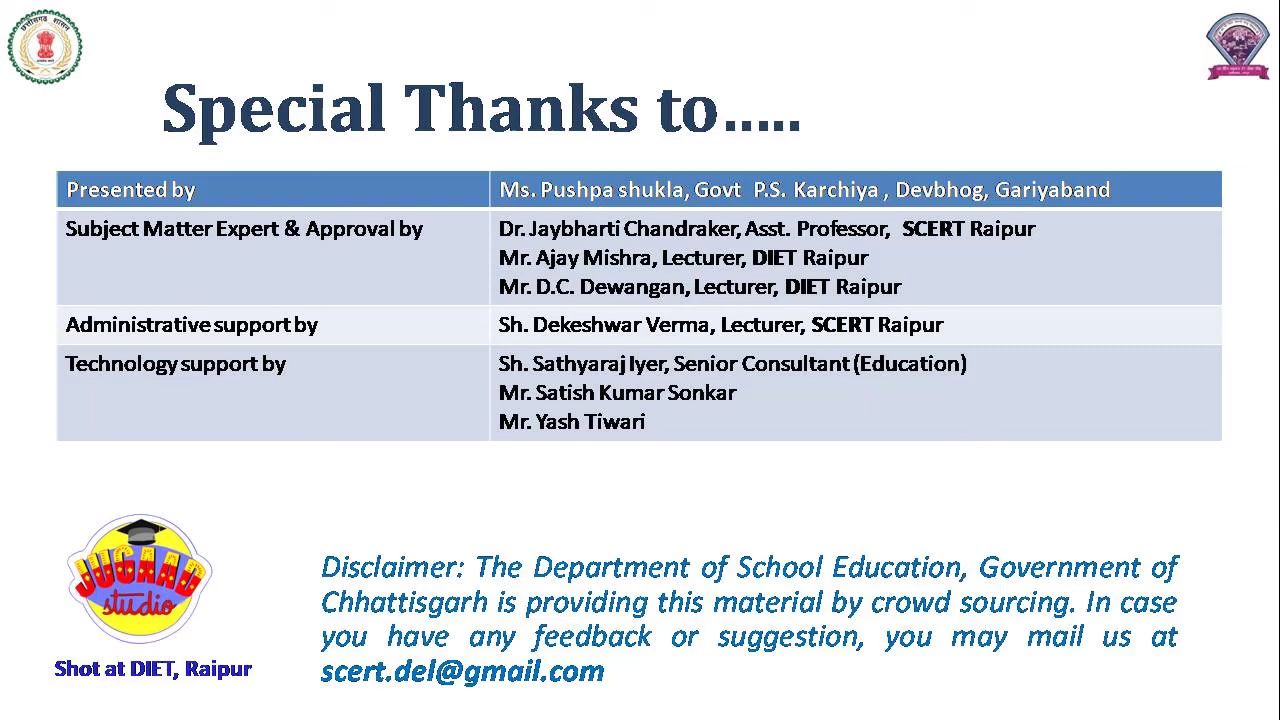 छत्तीसगढ़ शासन
Special Thanks to…..
Presented by
Ms. Pushpa shukla, Govt P.S. Karchiya , Devbhog, Gariyaband
Subject Matter Expert & Approval by
Dr. Jaybharti Chandraker, Asst. Professor, SCERT Raipur
Mr. Ajay Mishra, Lecturer, DIET Raipur
Mr. D.C. Dewangan, Lecturer, DIET Raipur
Administrative support by
Sh. Dekeshwar Verma, Lecturer, SCERT Raipur
Technology support by
Sh. Sathyaraj Iyer, Senior Consultant (Education)
Mr. Satish Kumar Sonkar
Mr. Yash Tiwari
JUGAAD
studio
Shot at DIET, Raipur
Disclaimer: The Department of School Education, Government of
Chhattisgarh is providing this material by crowd sourcing. In case
you have any feedback or suggestion, you may mail us at
scert.del@gmail.com